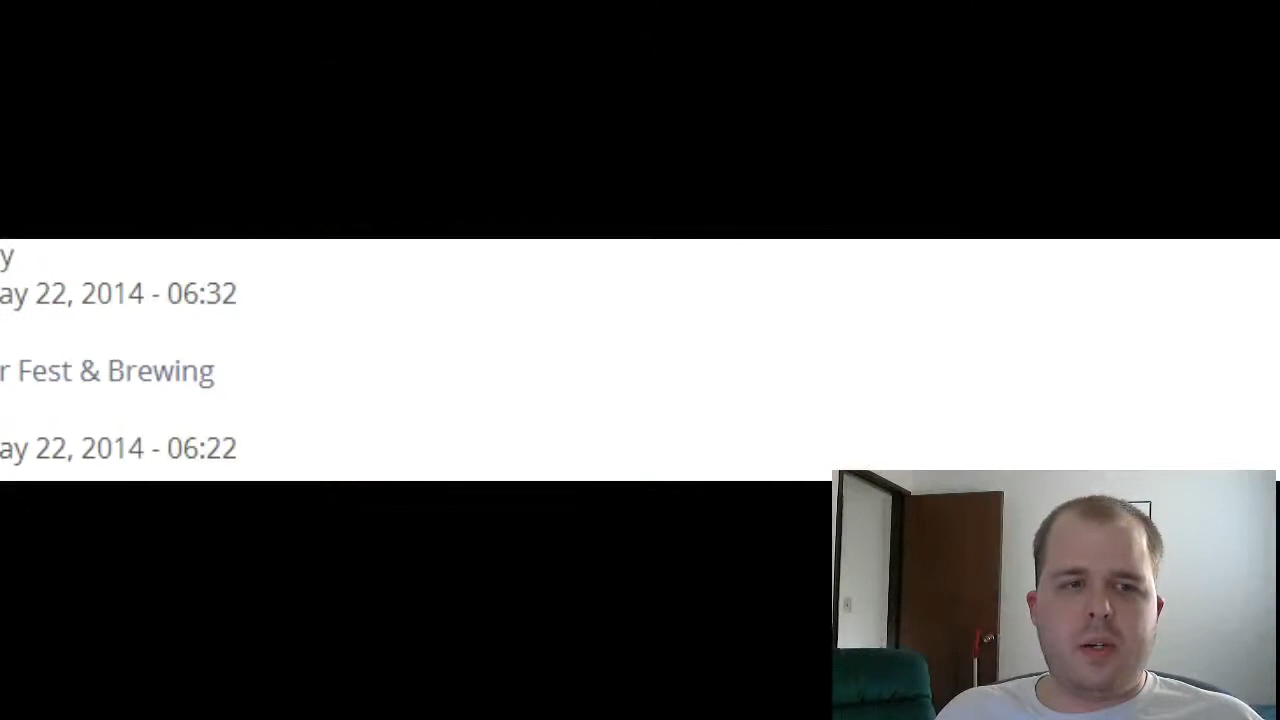 y
ay 22, 2014 - 06:32
r Fest & Brewing
ay 22, 2014 - 06:22